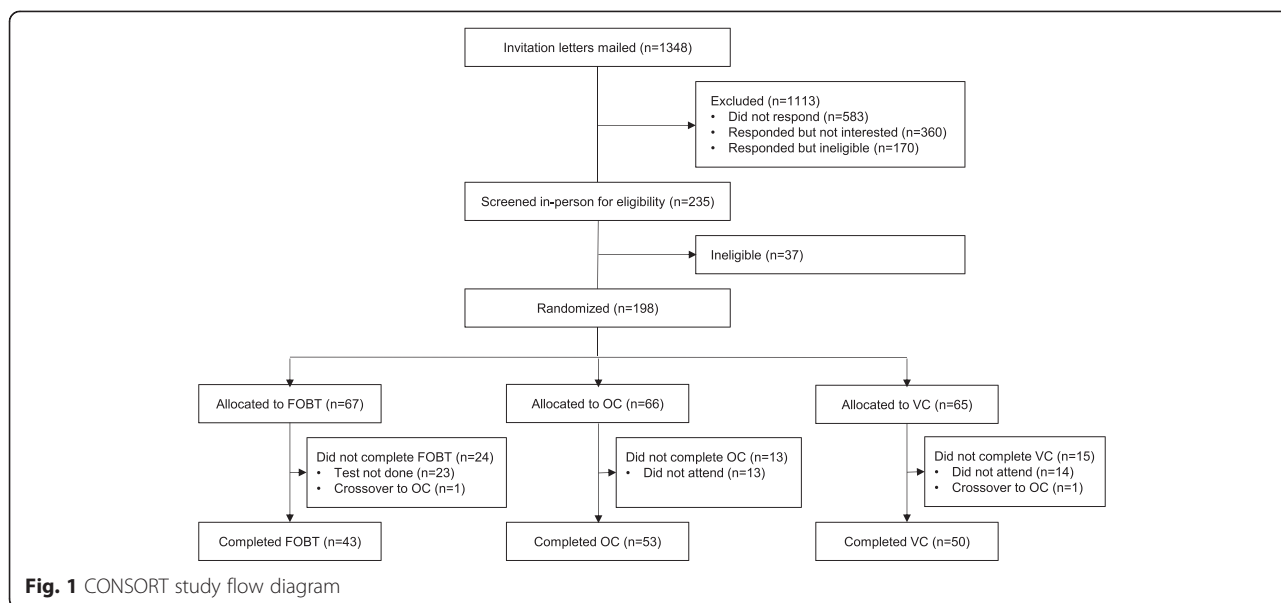 Invitation letters mailed (n=1348)
Excluded (n=1113)
• Did not respond (n=583)
• Responded but not interested (n=360)
• Responded but ineligible (n=170)
Screened in-person for eligibility (n=235)
Ineligible (n=37)
Randomized (n=198)
Allocated to FOBT (n=67)
Allocated to OC (n=66)
Allocated to VC (n=65)
Did not complete FOBT (n=24)
• Test not done (n=23)
• Crossover to OC (n=1)
Did not complete OC (n=13)
• Did not attend (n=13)
Did not complete VC (n=15)
• Did not attend (n=14)
• Crossover to OC (n=1)
Completed FOBT (n=43)
Completed OC (n=53)
Completed VC (n=50)
Fig. 1 CONSORT study flow diagram